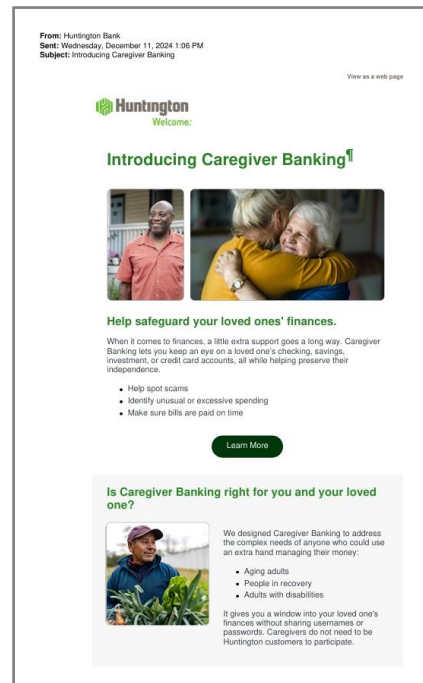 From: Huntington Bank
Sent: Wednesday, December 11, 2024 1:06 PM
Subject: Introducing Caregiver Banking
View as a web page
Huntington
Welcome.
Introducing Caregiver Banking¶
Help safeguard your loved ones' finances.
When it comes to finances, a little extra support goes a long way. Caregiver
Banking lets you keep an eye on a loved one's checking, savings,
investment, or credit card accounts, all while helping preserve their
independence.
• Help spot scams
• Identify unusual or excessive spending
• Make sure bills are paid on time
Learn More
Is Caregiver Banking right for you and your loved
one?
We designed Caregiver Banking to address
the complex needs of anyone who could use
an extra hand managing their money:
• Aging adults
• People in recovery
• Adults with disabilities
It gives you a window into your loved one's
finances without sharing usernames or
passwords. Caregivers do not need to be
Huntington customers to participate.